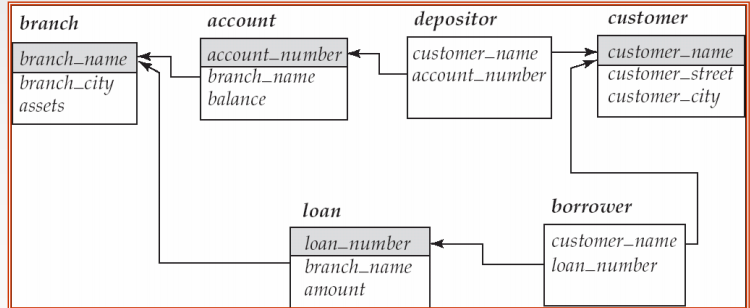 branch
branch_name
branch_city
assets
account
account_number
branch_name
balance
depositor
customer_name
account_number
customer
customer_name
customer_street
customer_city
loan
loan_number
branch_name
amount
borrower
customer_name
loan_number